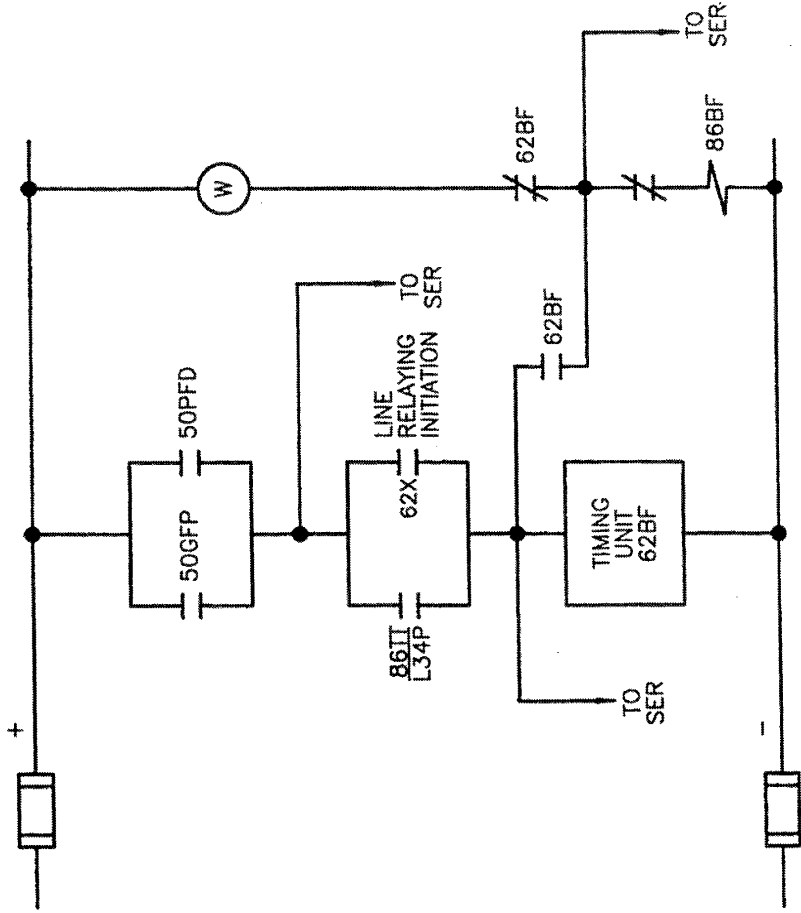 +
50GFP
50PFD
W
TO
SER
86TT
L34P
62X
LINE
RELAYING
INITIATION
62BF
62BF
TO
SER
TO
SER
TIMING
UNIT
62BF
86BF
-